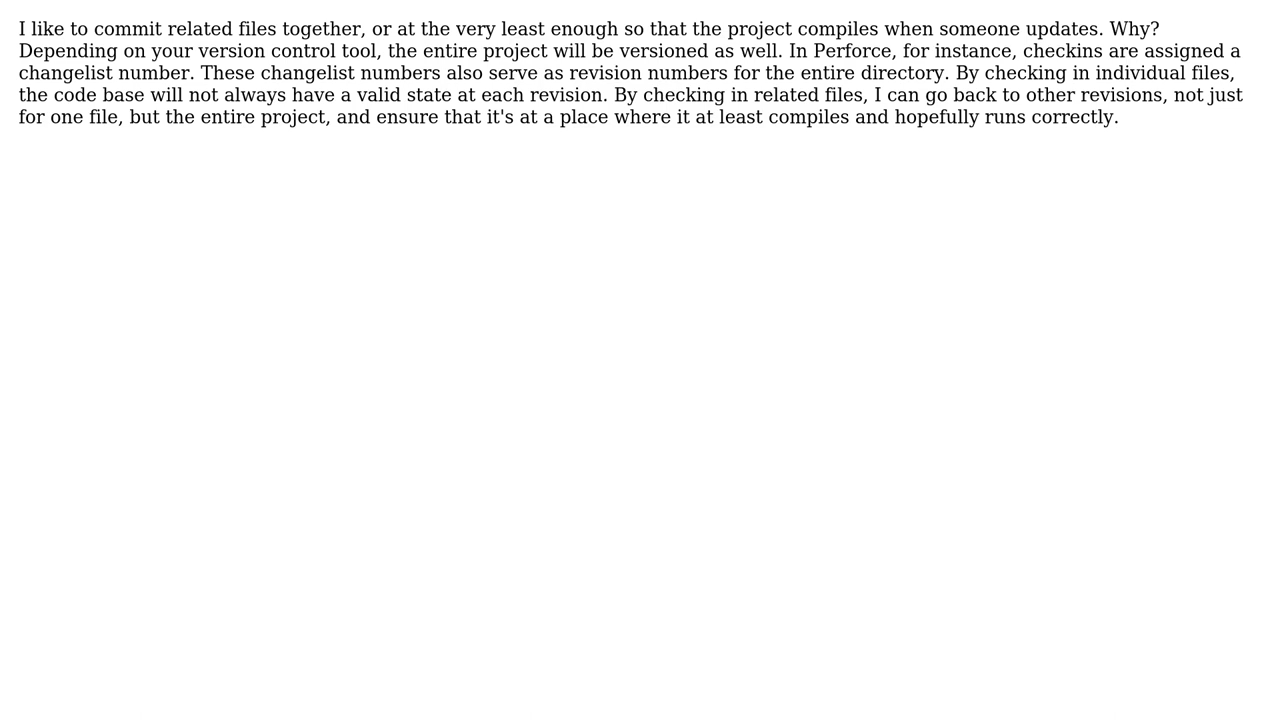 I like to commit related files together, or at the very least enough so that the project compiles when someone updates. Why?
Depending on your version control tool, the entire project will be versioned as well. In Perforce, for instance, checkins are assigned a
changelist number. These changelist numbers also serve as revision numbers for the entire directory. By checking in individual files,
the code base will not always have a valid state at each revision. By checking in related files, I can go back to other revisions, not just
for one file, but the entire project, and ensure that it's at a place where it at least compiles and hopefully runs correctly.